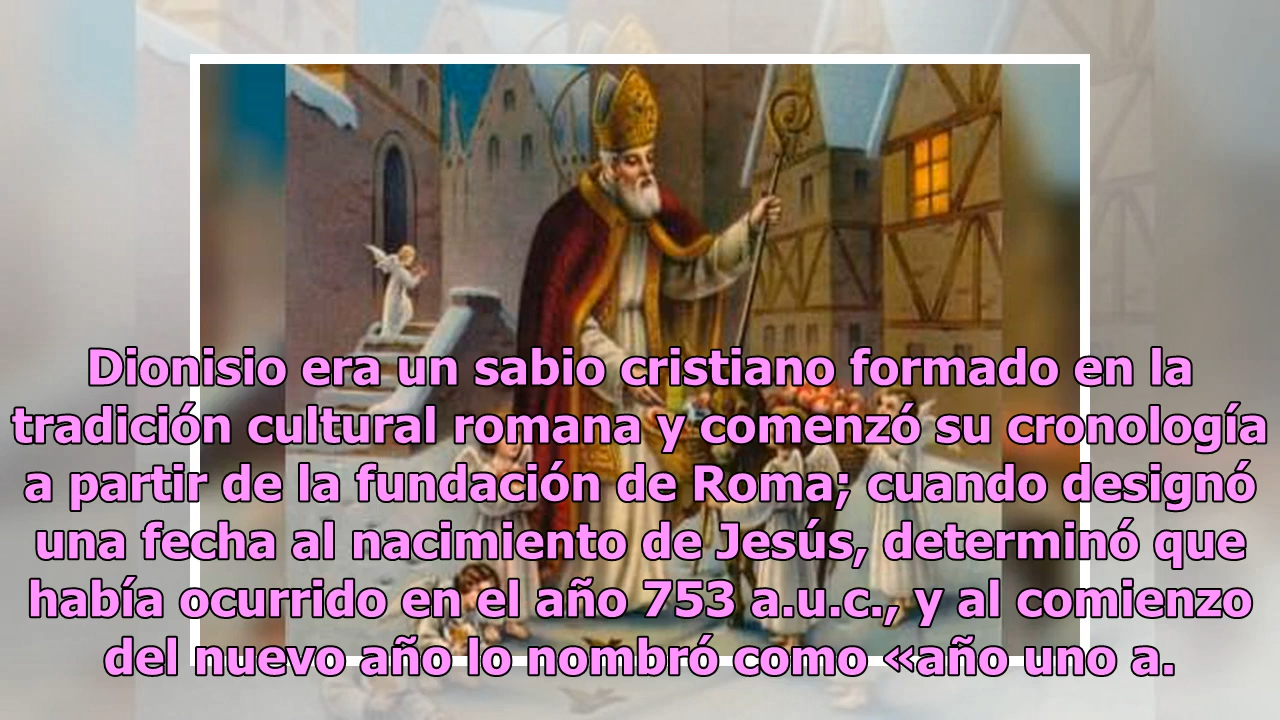 Dionisio era un sabio cristiano formado en la
tradición cultural romana y comenzó su cronología
a partir de la fundación de Roma; cuando designó
una fecha al nacimiento de Jesús, determinó que
había ocurrido en el año 753 a.u.c., y al comienzo
del nuevo año lo nombró como «año uno a.